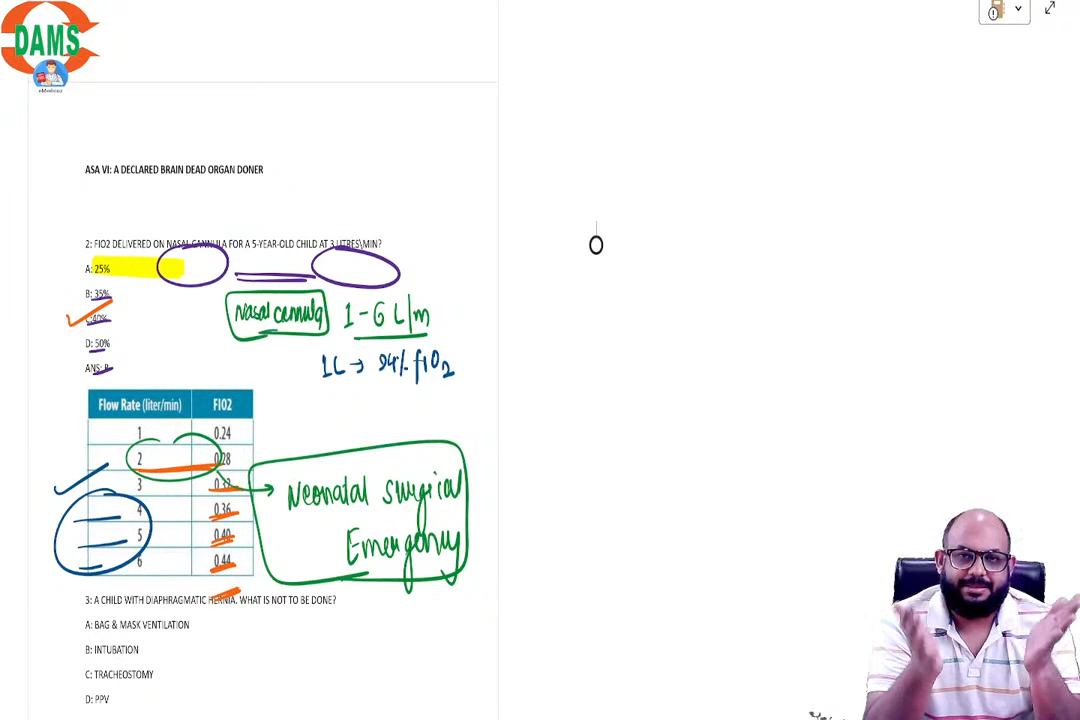 DAMS
eMedicoz
ASA VI: A DECLARED BRAIN DEAD ORGAN DONER
2: FIO2 DELIVERED ON NASAL CANNULA FOR A 5-YEAR-OLD CHILD AT 3 LITRES\MIN?
A: 25%
B: 35%
C: 40%
D: 50%
ANS: B
Nasal cannula 1-6 L/m
1L → 24% fIO2
Flow Rate (liter/min) FIO2
1 0.24
2 0.28
3 0.32
4 0.36
5 0.40
6 0.44
Neonatal Surgical
Emergency
3: A CHILD WITH DIAPHRAGMATIC HERNIA. WHAT IS NOT TO BE DONE?
A: BAG & MASK VENTILATION
B: INTUBATION
C: TRACHEOSTOMY
D: PPV